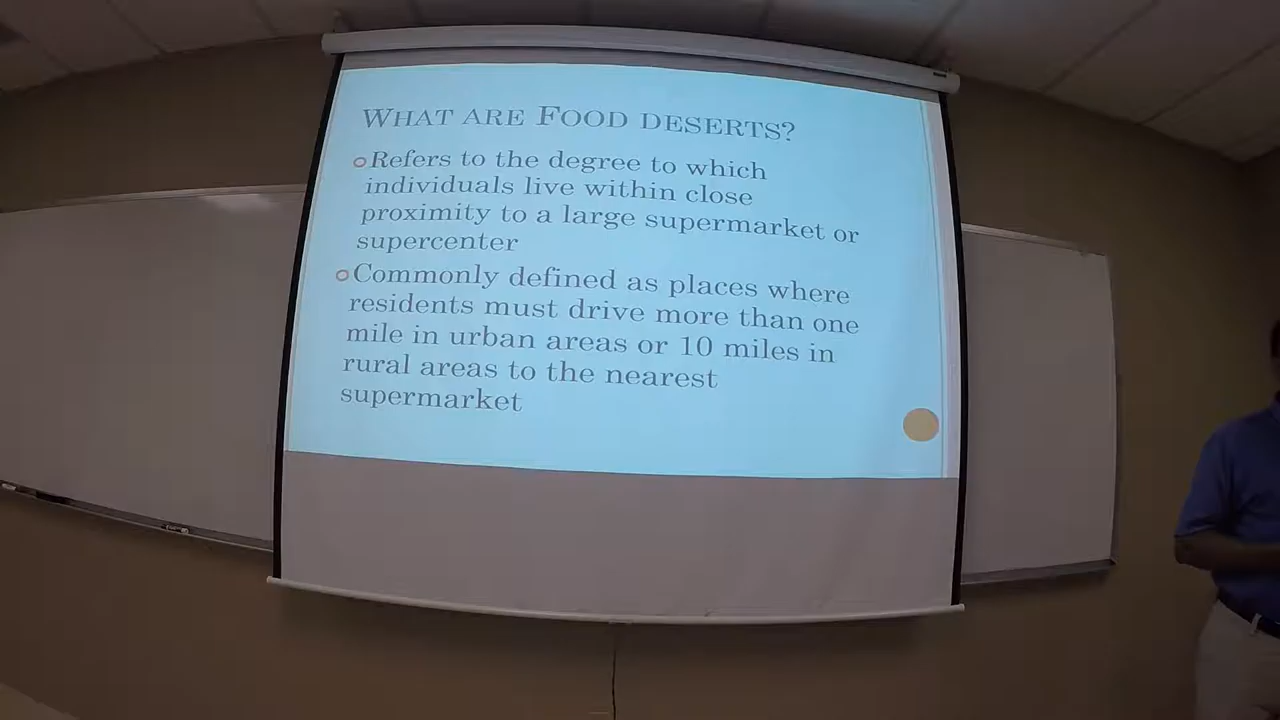 WHAT ARE FOOD DESERTS?
Refers to the degree to which
individuals live within close
proximity to a large supermarket or
supercenter
Commonly defined as places where
residents must drive more than one
mile in urban areas or 10 miles in
rural areas to the nearest
supermarket